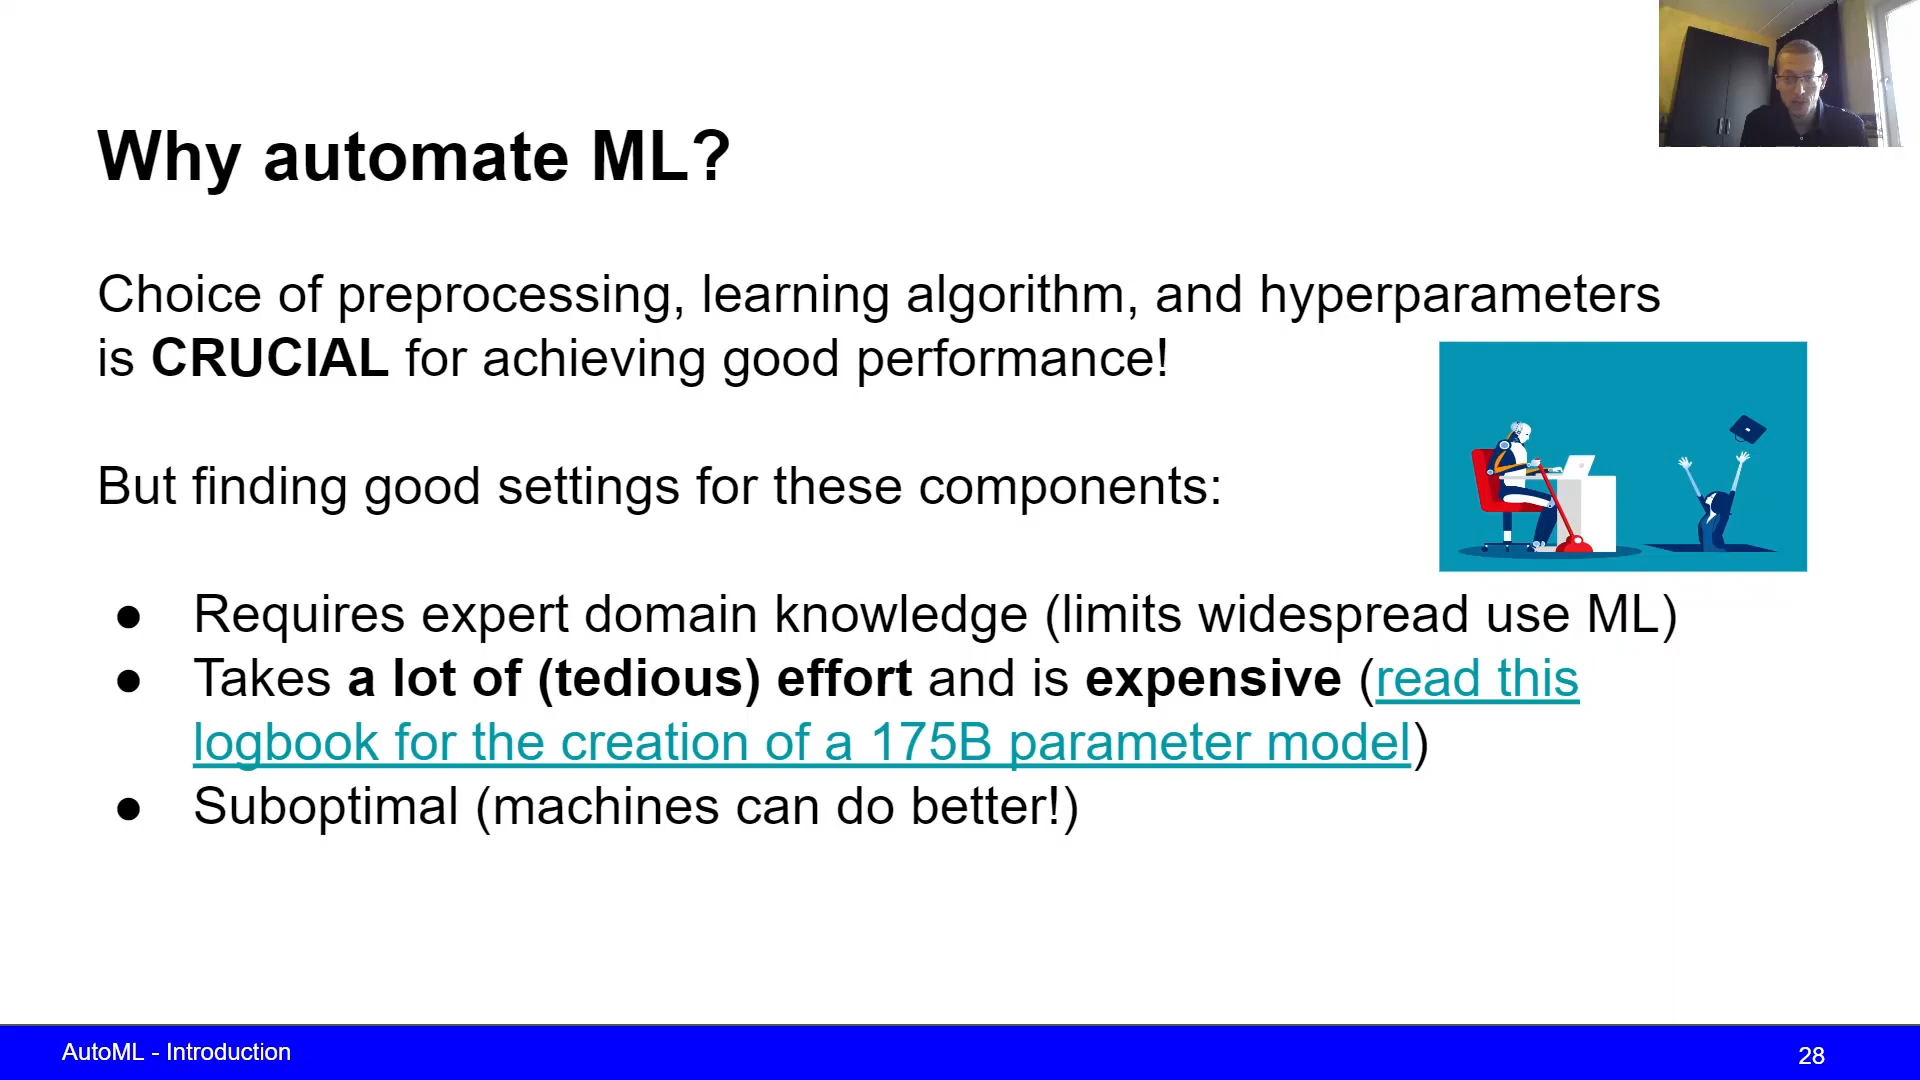 Why automate ML?
Choice of preprocessing, learning algorithm, and hyperparameters
is CRUCIAL for achieving good performance!
But finding good settings for these components:
● Requires expert domain knowledge (limits widespread use ML)
● Takes a lot of (tedious) effort and is expensive (read this
logbook for the creation of a 175B parameter model)
● Suboptimal (machines can do better!)
AutoML - Introduction
28